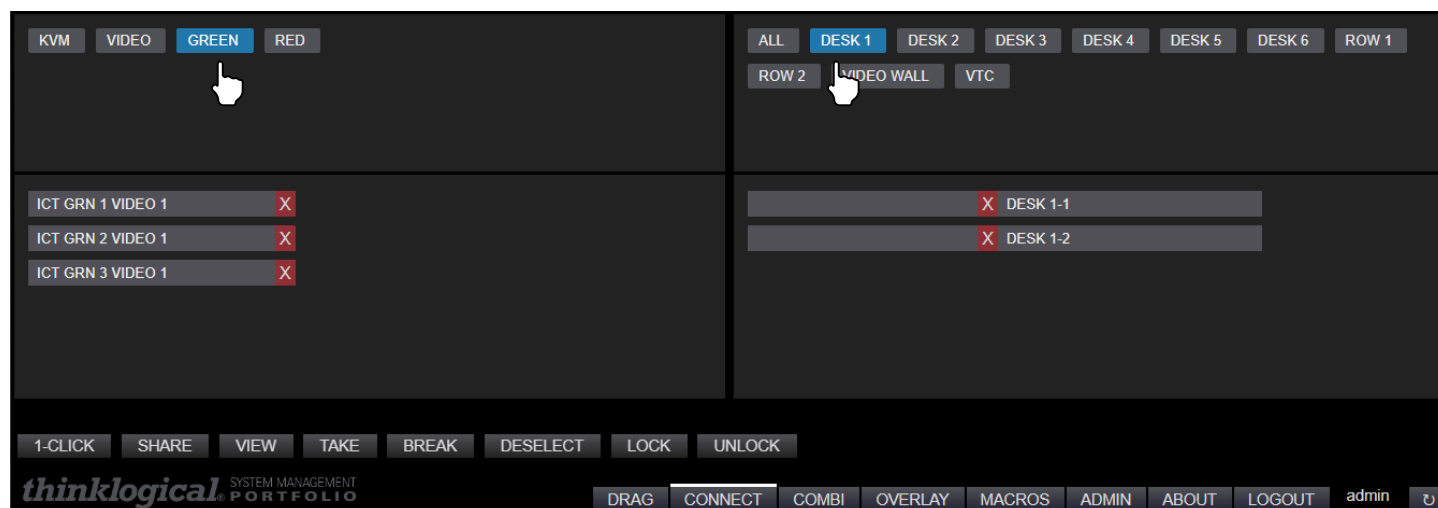 KVM VIDEO GREEN RED
ALL DESK 1 DESK 2 DESK 3 DESK 4 DESK 5 DESK 6 ROW 1
ROW 2 VIDEO WALL VTC
ICT GRN 1 VIDEO 1 X
ICT GRN 2 VIDEO 1 X
ICT GRN 3 VIDEO 1 X
X DESK 1-1
X DESK 1-2
1-CLICK SHARE VIEW TAKE BREAK DESELECT LOCK UNLOCK
thinklogical® SYSTEM MANAGEMENT
PORTFOLIO
DRAG CONNECT COMBI OVERLAY MACROS ADMIN ABOUT LOGOUT admin ↻